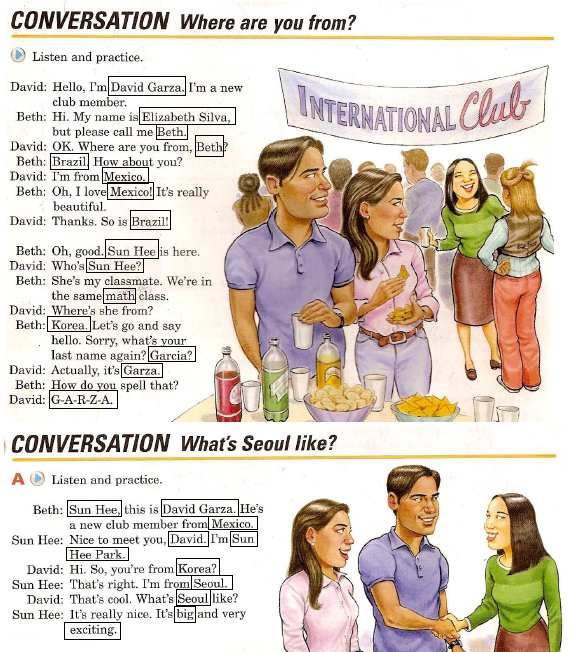 CONVERSATION Where are you from?
Listen and practice.
David: Hello, I'm David Garza. I'm a new
club member.
Beth: Hi. My name is Elizabeth Silva,
but please call me Beth.
David: OK. Where are you from, Beth?
Beth: Brazil. How about you?
David: I'm from Mexico.
Beth: Oh, I love Mexico! It's really
beautiful.
David: Thanks. So is Brazil!
Beth: Oh, good. Sun Hee is here.
David: Who's Sun Hee?
Beth: She's my classmate. We're in
the same math class.
David: Where's she from?
Beth: Korea. Let's go and say
hello. Sorry, what's your
last name again? Garcia?
David: Actually, it's Garza.
Beth: How do you spell that?
David: G-A-R-Z-A.
INTERNATIONAL Club
CONVERSATION What's Seoul like?
A Listen and practice.
Beth: Sun Hee, this is David Garza. He's
a new club member from Mexico.
Sun Hee: Nice to meet you, David. I'm Sun
Hee Park.
David: Hi. So, you're from Korea?
Sun Hee: That's right. I'm from Seoul.
David: That's cool. What's Seoul like?
Sun Hee: It's really nice. It's big and very
exciting.